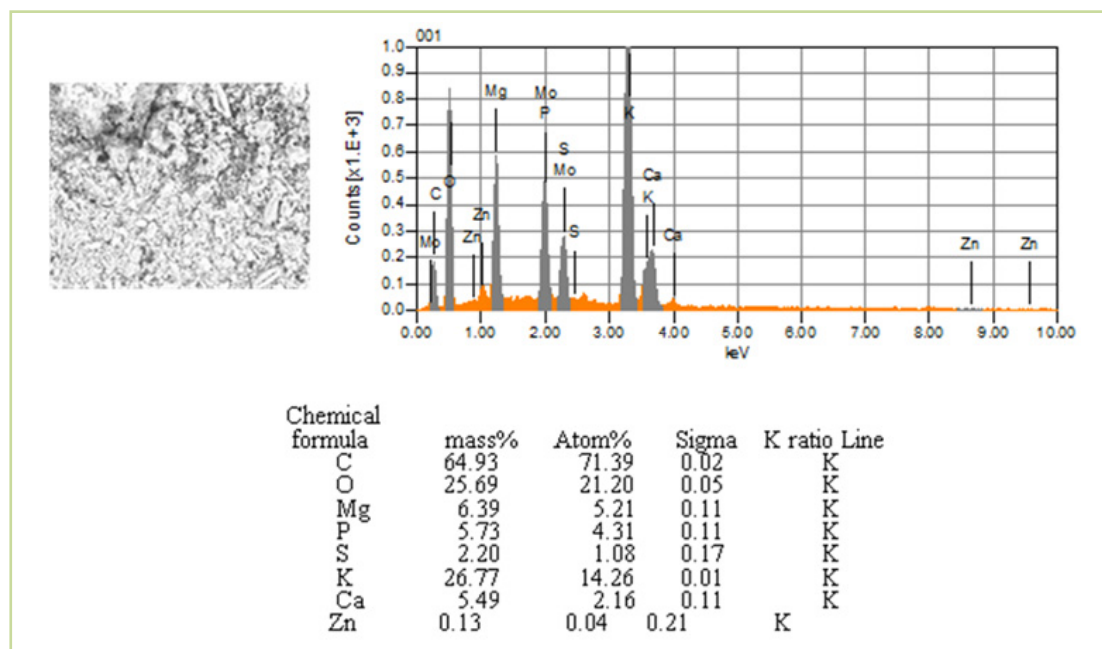 001
Counts [x1.E+3]
1.0
0.9
0.8
0.7
0.6
0.5
0.4
0.3
0.2
0.1
0.0
Mo
C
O
Zn
Zn
Mg
Mo
P
S
Mo
S
K
Ca
K
Ca
Zn
Zn
0.00 1.00 2.00 3.00 4.00 5.00 6.00 7.00 8.00 9.00 10.00
keV
Chemical
formula mass% Atom% Sigma K ratio Line
C 64.93 71.39 0.02 K
O 25.69 21.20 0.05 K
Mg 6.39 5.21 0.11 K
P 5.73 4.31 0.11 K
S 2.20 1.08 0.17 K
K 26.77 14.26 0.01 K
Ca 5.49 2.16 0.11 K
Zn 0.13 0.04 0.21 K